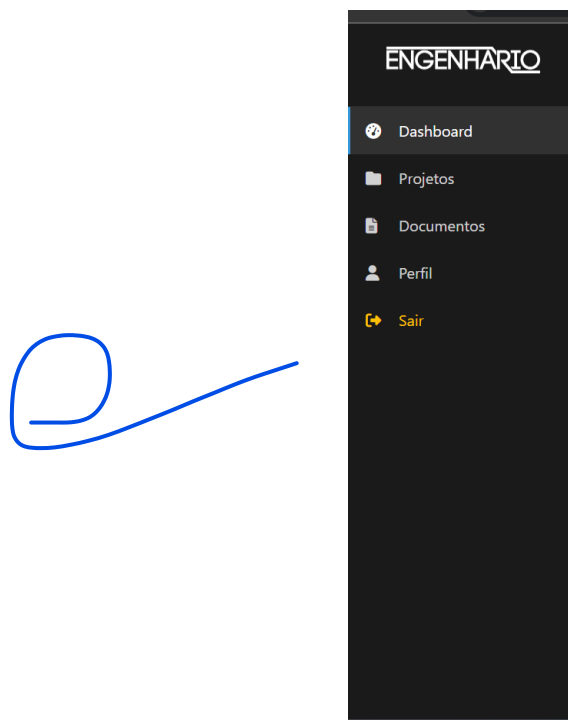 ENGENHARIO
Dashboard
Projetos
Documentos
Perfil
Sair